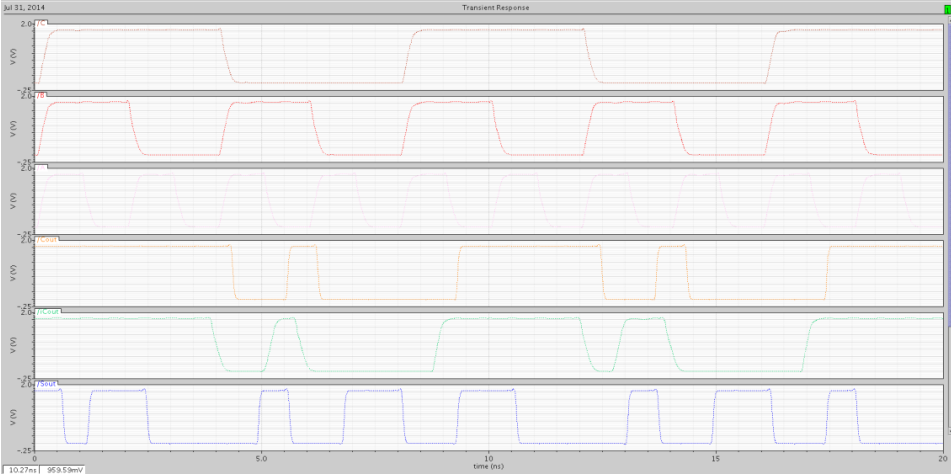 Jul 31, 2014 Transient Response
2.0 /C
V (V)
-.25
2.0 /B
V (V)
-.25
2.0
V (V)
-.25
2.0 /Cout
V (V)
-.25
2.0
V (V)
-.25
2.0 /Sout
V (V)
-.25
0 5.0 10 15 20
time (ns)
10.27ns 959.59mV